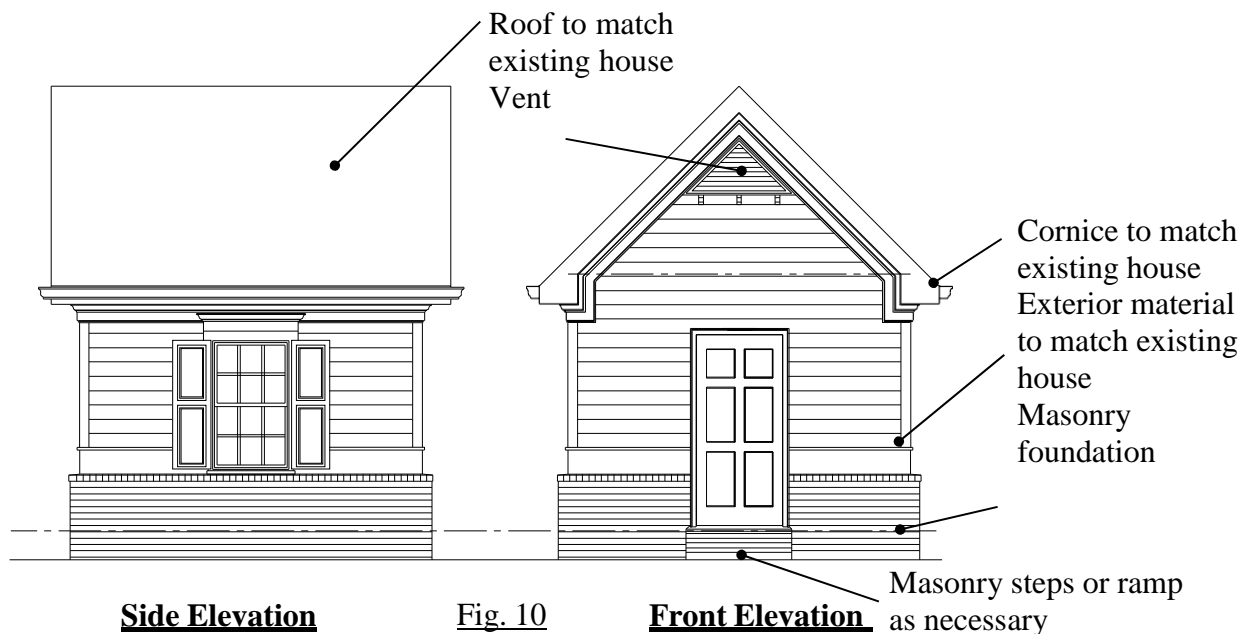 Roof to match
existing house
Vent
Cornice to match
existing house
Exterior material
to match existing
house
Masonry
foundation
Masonry steps or ramp
as necessary
Side Elevation
Fig. 10
Front Elevation